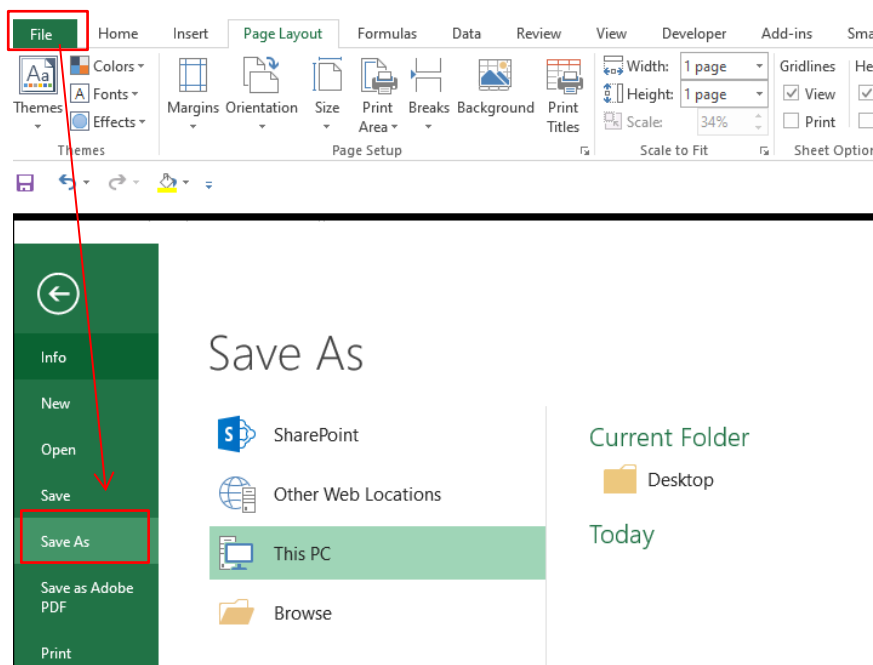 File Home Insert Page Layout Formulas Data Review View Developer Add-ins Sma
Colors Width: 1 page Gridlines He
Aa A Fonts Height: 1 page View
Themes Effects Margins Orientation Size Print Breaks Background Print Scale: 34% Print
Area Titles
Themes Page Setup Scale to Fit Sheet Option
Info
New
Open
Save
Save As
Save as Adobe
PDF
Print
Save As
S SharePoint
Other Web Locations
This PC
Browse
Current Folder
Desktop
Today